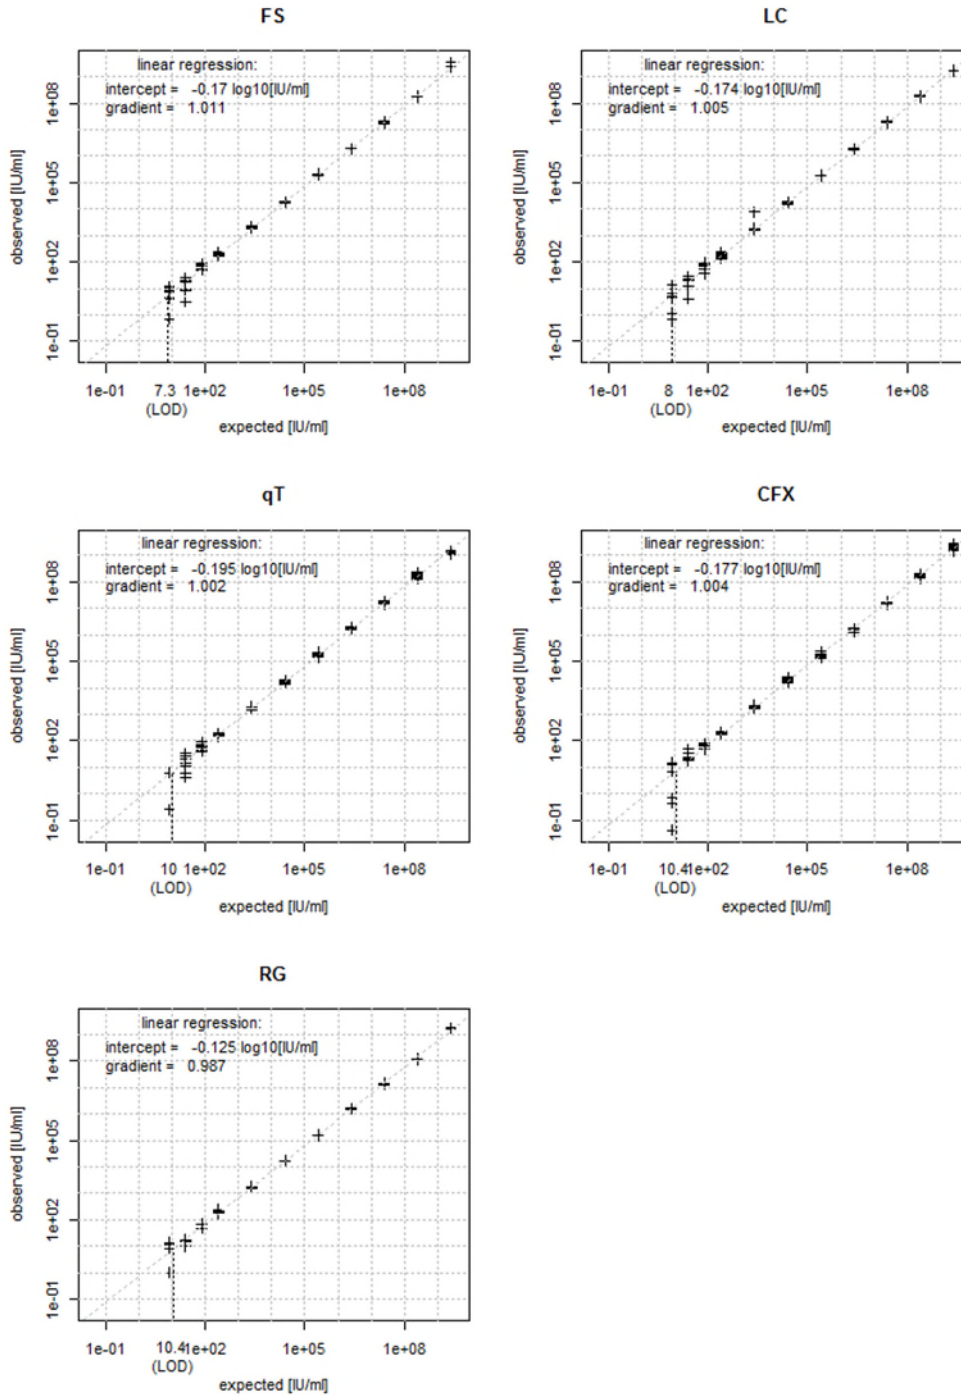 FS
linear regression:
intercept = -0.17 log10[IU/ml]
gradient = 1.011
observed [IU/ml]
1e+08
1e+05
1e+02
1e-01
1e-01 7.3 1e+02 1e+05 1e+08
(LOD)
expected [IU/ml]
LC
linear regression:
intercept = -0.174 log10[IU/ml]
gradient = 1.005
observed [IU/ml]
1e+08
1e+05
1e+02
1e-01
1e-01 8 1e+02 1e+05 1e+08
(LOD)
expected [IU/ml]
qT
linear regression:
intercept = -0.195 log10[IU/ml]
gradient = 1.002
observed [IU/ml]
1e+08
1e+05
1e+02
1e-01
1e-01 10 1e+02 1e+05 1e+08
(LOD)
expected [IU/ml]
CFX
linear regression:
intercept = -0.177 log10[IU/ml]
gradient = 1.004
observed [IU/ml]
1e+08
1e+05
1e+02
1e-01
1e-01 10.4 1e+02 1e+05 1e+08
(LOD)
expected [IU/ml]
RG
linear regression:
intercept = -0.125 log10[IU/ml]
gradient = 0.987
observed [IU/ml]
1e+08
1e+05
1e+02
1e-01
1e-01 10.4 1e+02 1e+05 1e+08
(LOD)
expected [IU/ml]